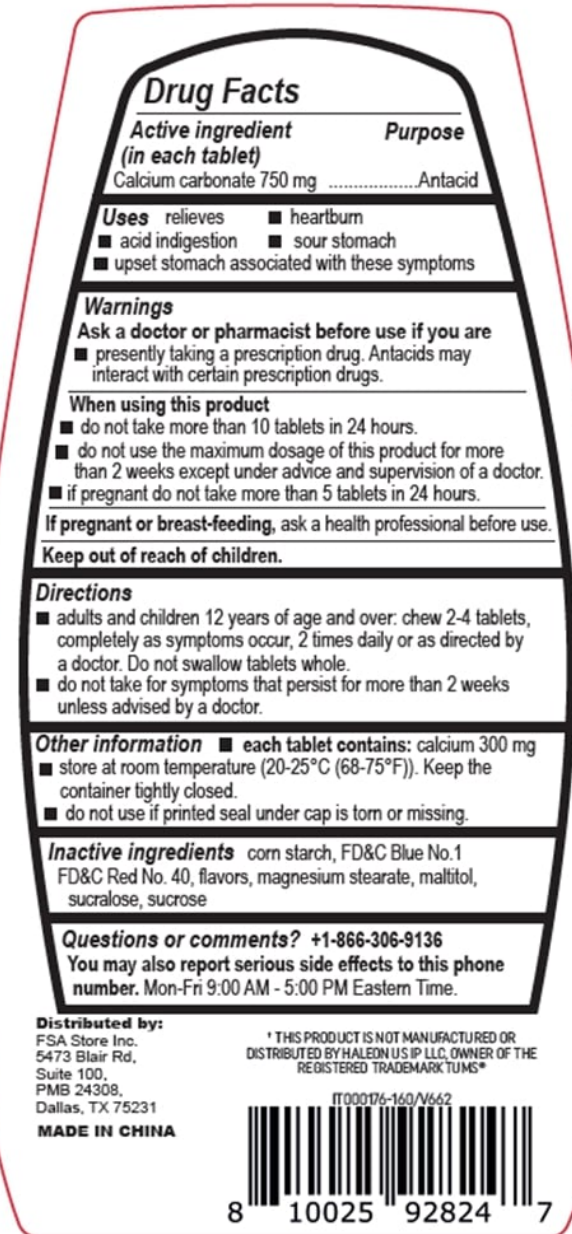 Drug Facts
Active ingredient Purpose
(in each tablet)
Calcium carbonate 750 mg ..................Antacid
Uses relieves ■ heartburn
■ acid indigestion ■ sour stomach
■ upset stomach associated with these symptoms
Warnings
Ask a doctor or pharmacist before use if you are
■ presently taking a prescription drug. Antacids may
interact with certain prescription drugs.
When using this product
■ do not take more than 10 tablets in 24 hours.
■ do not use the maximum dosage of this product for more
than 2 weeks except under advice and supervision of a doctor.
■ if pregnant do not take more than 5 tablets in 24 hours.
If pregnant or breast-feeding, ask a health professional before use.
Keep out of reach of children.
Directions
■ adults and children 12 years of age and over: chew 2-4 tablets,
completely as symptoms occur, 2 times daily or as directed by
a doctor. Do not swallow tablets whole.
■ do not take for symptoms that persist for more than 2 weeks
unless advised by a doctor.
Other information ■ each tablet contains: calcium 300 mg
■ store at room temperature (20-25°C (68-75°F)). Keep the
container tightly closed.
■ do not use if printed seal under cap is torn or missing.
Inactive ingredients corn starch, FD&C Blue No.1
FD&C Red No. 40, flavors, magnesium stearate, maltitol,
sucralose, sucrose
Questions or comments? +1-866-306-9136
You may also report serious side effects to this phone
number. Mon-Fri 9:00 AM - 5:00 PM Eastern Time.
Distributed by:
FSA Store Inc.
5473 Blair Rd,
Suite 100,
PMB 24308,
Dallas, TX 75231
MADE IN CHINA
† THIS PRODUCT IS NOT MANUFACTURED OR
DISTRIBUTED BY HALEON US IP LLC, OWNER OF THE
REGISTERED TRADEMARK TUMS®
IT000176-160/V662
8 10025 92824 7